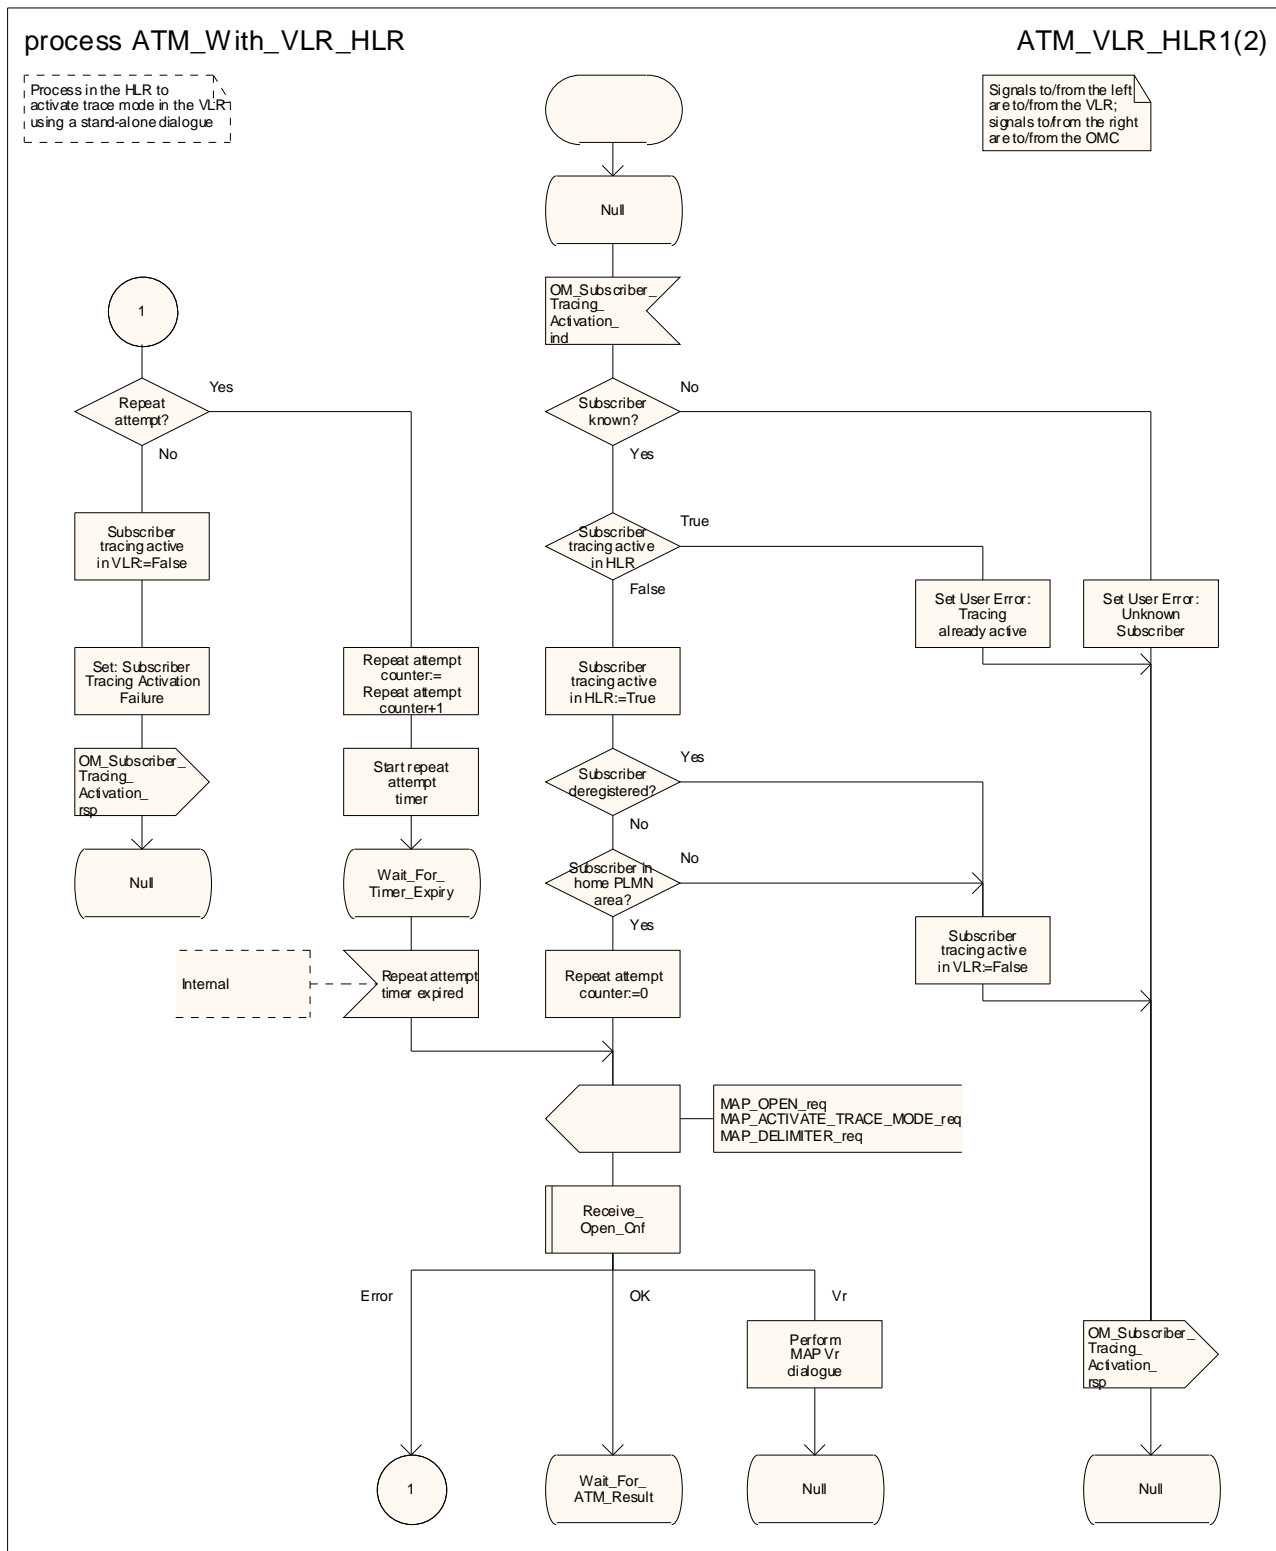 process ATM_With_VLR_HLR
ATM_VLR_HLR1(2)
Process in the HLR to
activate trace mode in the VLR
using a stand-alone dialogue
Signals to/from the left
are to/from the VLR;
signals to/from the right
are to/from the OMC
Null
OM_Subscriber_
Tracing_
Activation_
ind
1
Yes
No
Repeat
attempt?
Subscriber
known?
No
Yes
Subscriber
tracing active
in VLR:=False
Subscriber
tracing active
in HLR
True
False
Set User Error:
Tracing
already active
Set User Error:
Unknown
Subscriber
Set: Subscriber
Tracing Activation
Failure
Repeat attempt
counter:=
Repeat attempt
counter+1
Subscriber
tracing active
in HLR:=True
OM_Subscriber_
Tracing_
Activation_
rsp
Start repeat
attempt
timer
Subscriber
deregistered?
Yes
No
Null
Wait_For_
Timer_Expiry
Subscriber in
home PLMN
area?
No
Yes
Subscriber
tracing active
in VLR:=False
Internal
Repeat attempt
timer expired
Repeat attempt
counter:=0
MAP_OPEN_req
MAP_ACTIVATE_TRACE_MODE_req
MAP_DELIMITER_req
Receive_
Open_Cnf
Error
OK
Vr
Perform
MAP Vr
dialogue
OM_Subscriber_
Tracing_
Activation_
rsp
1
Wait_For_
ATM_Result
Null
Null